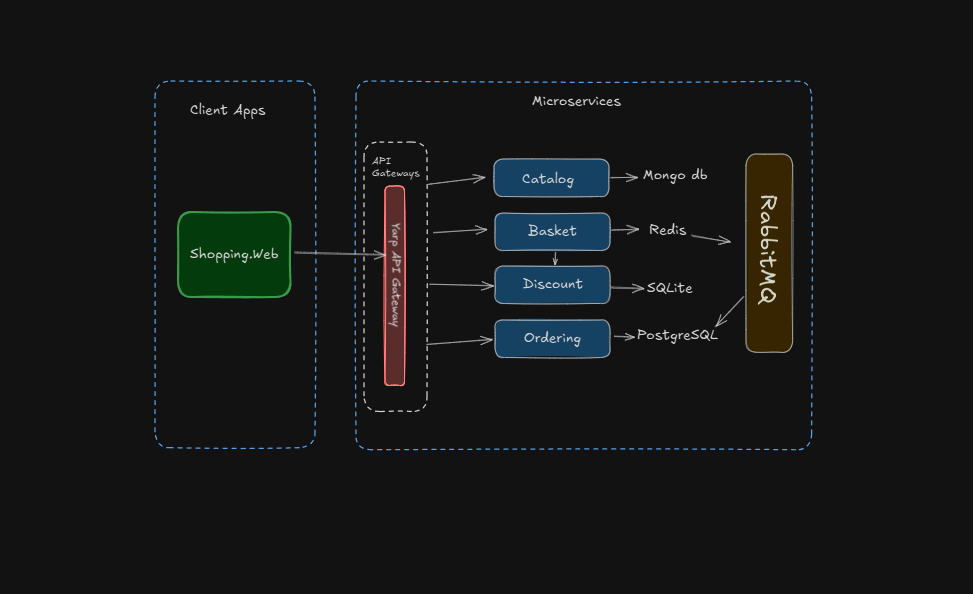 Client Apps
Microservices
API
Gateways
Yarp API Gateway
Shopping.Web
Catalog
Mongo db
Basket
Redis
Discount
SQLite
Ordering
PostgreSQL
RabbitMQ